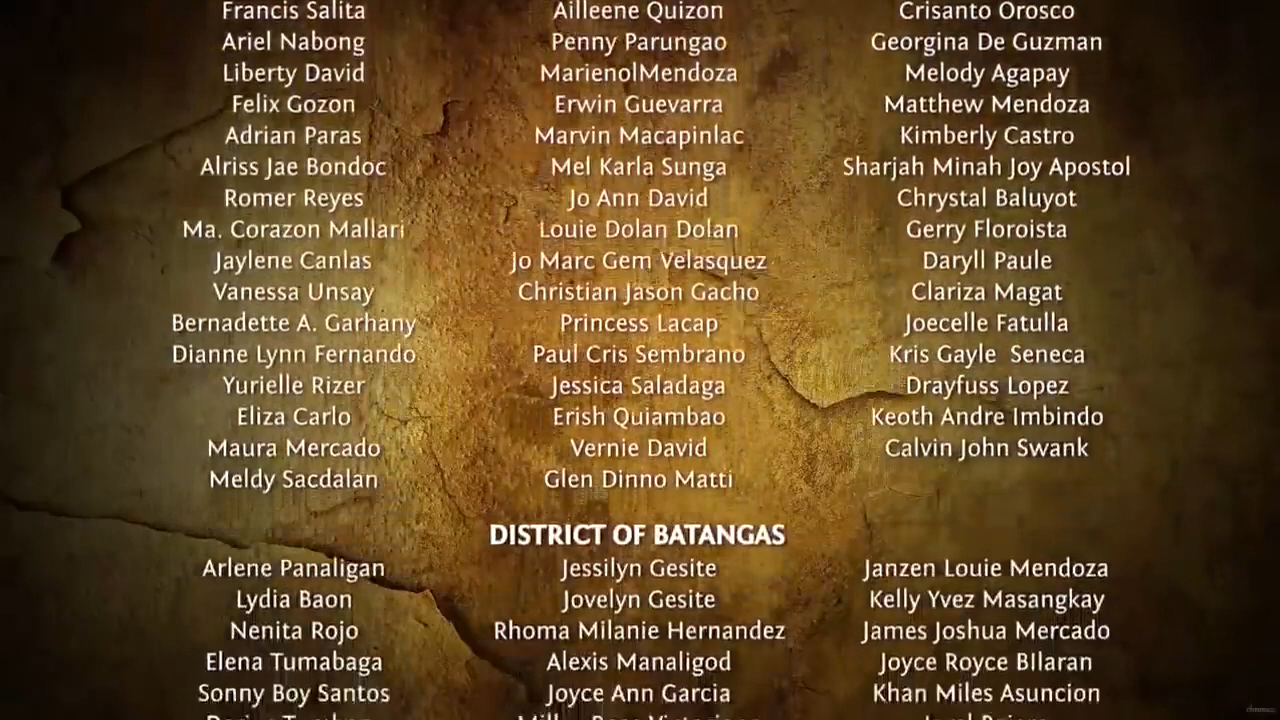 Francis Salita Ailleene Quizon Crisanto Orosco
Ariel Nabong Penny Parungao Georgina De Guzman
Liberty David MarienolMendoza Melody Agapay
Felix Gozon Erwin Guevarra Matthew Mendoza
Adrian Paras Marvin Macapinlac Kimberly Castro
Alriss Jae Bondoc Mel Karla Sunga Sharjah Minah Joy Apostol
Romer Reyes Jo Ann David Chrystal Baluyot
Ma. Corazon Mallari Louie Dolan Dolan Gerry Floroista
Jaylene Canlas Jo Marc Gem Velasquez Daryll Paule
Vanessa Unsay Christian Jason Gacho Clariza Magat
Bernadette A. Garhany Princess Lacap Joecelle Fatulla
Dianne Lynn Fernando Paul Cris Sembrano Kris Gayle Seneca
Yurielle Rizer Jessica Saladaga Drayfuss Lopez
Eliza Carlo Erish Quiambao Keoth Andre Imbindo
Maura Mercado Vernie David Calvin John Swank
Meldy Sacdalan Glen Dinno Matti
DISTRICT OF BATANGAS
Arlene Panaligan Jessilyn Gesite Janzen Louie Mendoza
Lydia Baon Jovelyn Gesite Kelly Yvez Masangkay
Nenita Rojo Rhoma Milanie Hernandez James Joshua Mercado
Elena Tumabaga Alexis Manaligod Joyce Royce BIlaran
Sonny Boy Santos Joyce Ann Garcia Khan Miles Asuncion